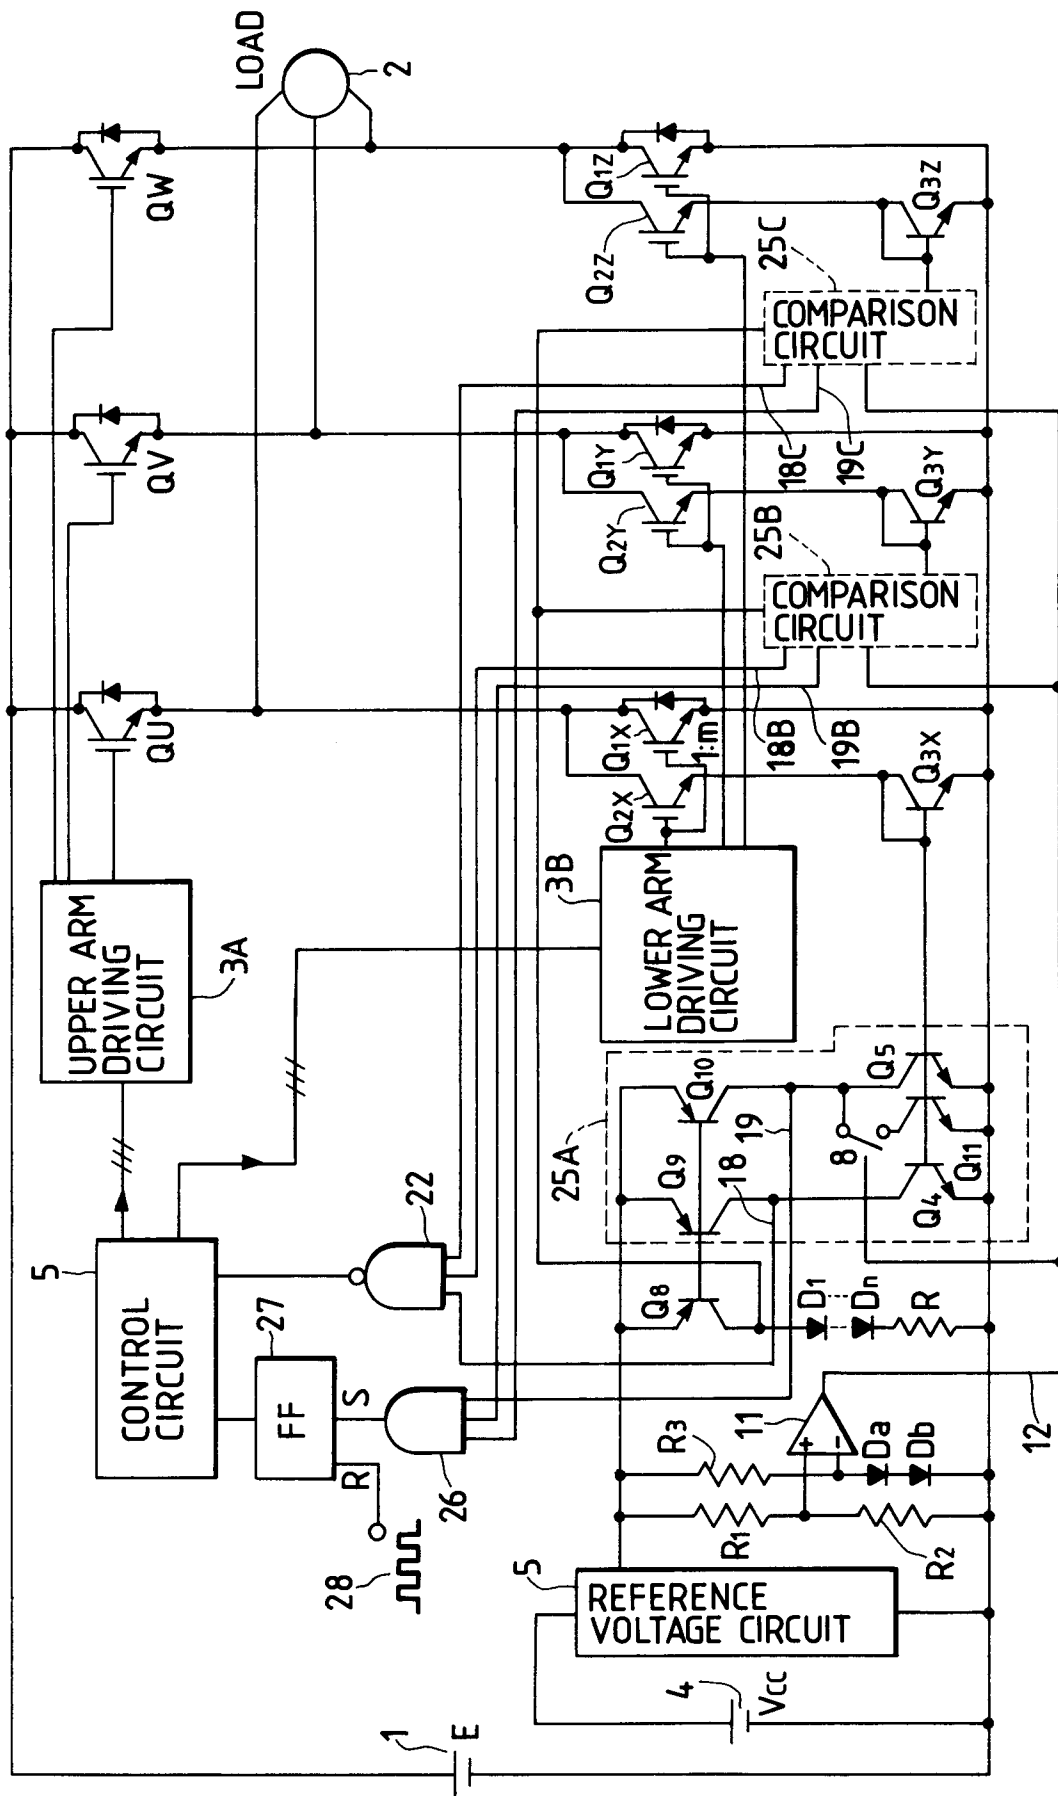 LOAD
2
QW
QV
QU
UPPER ARM
DRIVING
CIRCUIT
3A
5
CONTROL
CIRCUIT
27
FF
S
R
28
26
22
1
E
Q1Z
Q2Z
Q3Z
25C
COMPARISON
CIRCUIT
18C
19C
Q1Y
Q2Y
Q3Y
25B
COMPARISON
CIRCUIT
18B
19B
Q1X
1:m
Q2X
Q3X
3B
LOWER ARM
DRIVING
CIRCUIT
25A
Q10
Q9
Q8
19
18
8
Q5
Q11
Q4
D1
Dn
R
R3
11
+
-
Da
Db
12
R1
R2
5
REFERENCE
VOLTAGE CIRCUIT
4
VCC